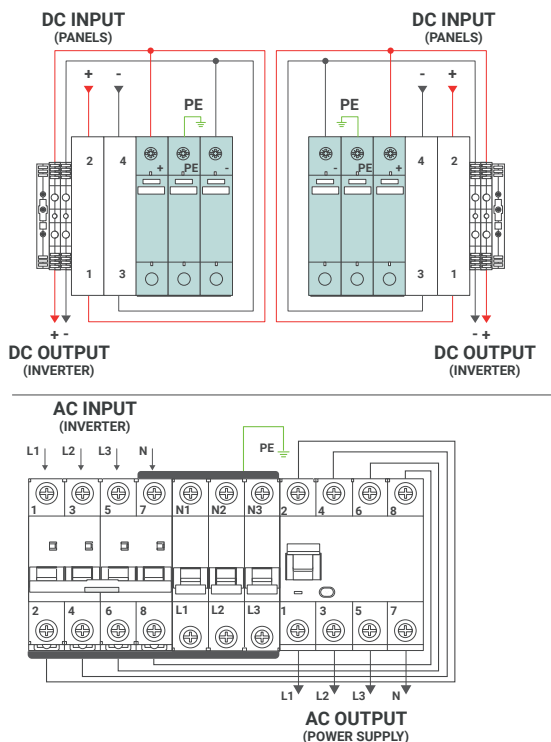 DC INPUT
(PANELS)
DC INPUT
(PANELS)
+ -
- +
PE
PE
2 4
+ PE -
- PE +
4 2
1 3
3 1
+ -
- +
DC OUTPUT
(INVERTER)
DC OUTPUT
(INVERTER)
AC INPUT
(INVERTER)
L1 L2 L3 N
PE
1 3 5 7 N1 N2 N3 2 4 6 8
2 4 6 8 L1 L2 L3 1 3 5 7
L1 L2 L3 N
AC OUTPUT
(POWER SUPPLY)